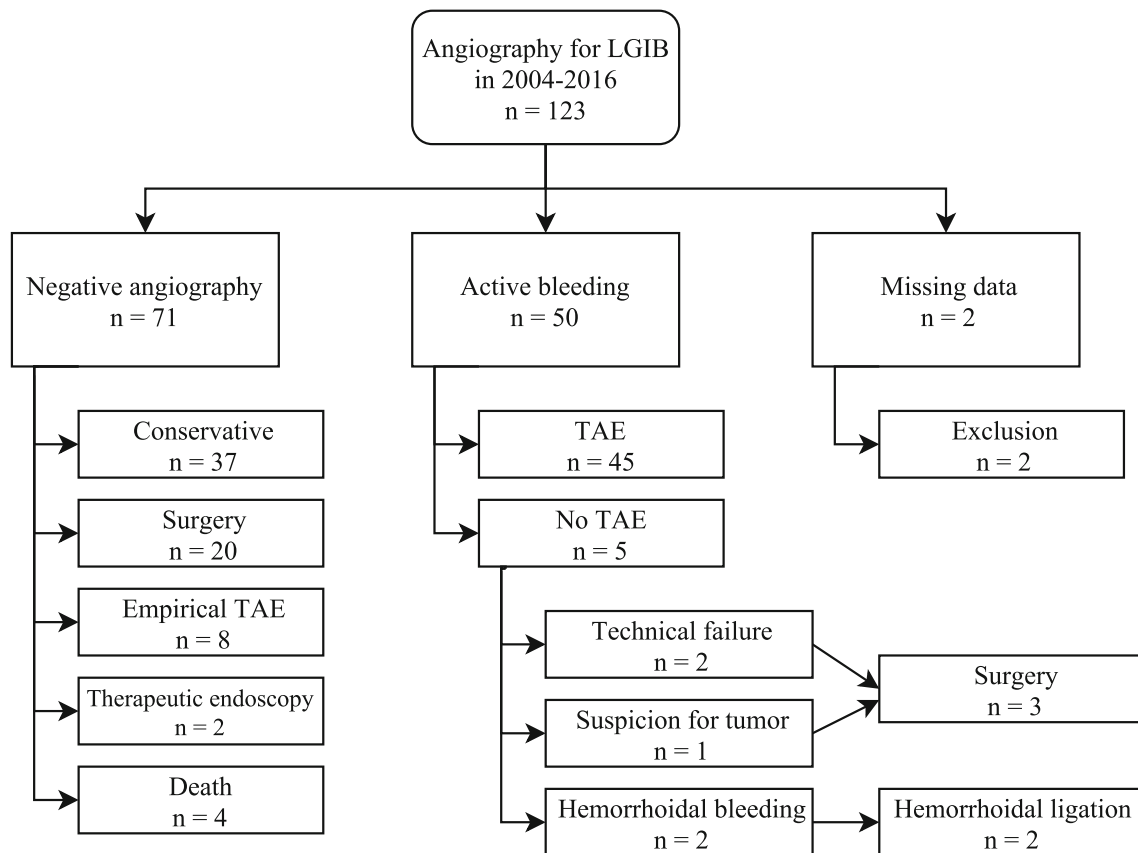 Angiography for LGIB
in 2004-2016
n = 123
Negative angiography
n = 71
Active bleeding
n = 50
Missing data
n = 2
Conservative
n = 37
Surgery
n = 20
Empirical TAE
n = 8
Therapeutic endoscopy
n = 2
Death
n = 4
TAE
n = 45
No TAE
n = 5
Technical failure
n = 2
Suspicion for tumor
n = 1
Hemorrhoidal bleeding
n = 2
Exclusion
n = 2
Surgery
n = 3
Hemorrhoidal ligation
n = 2